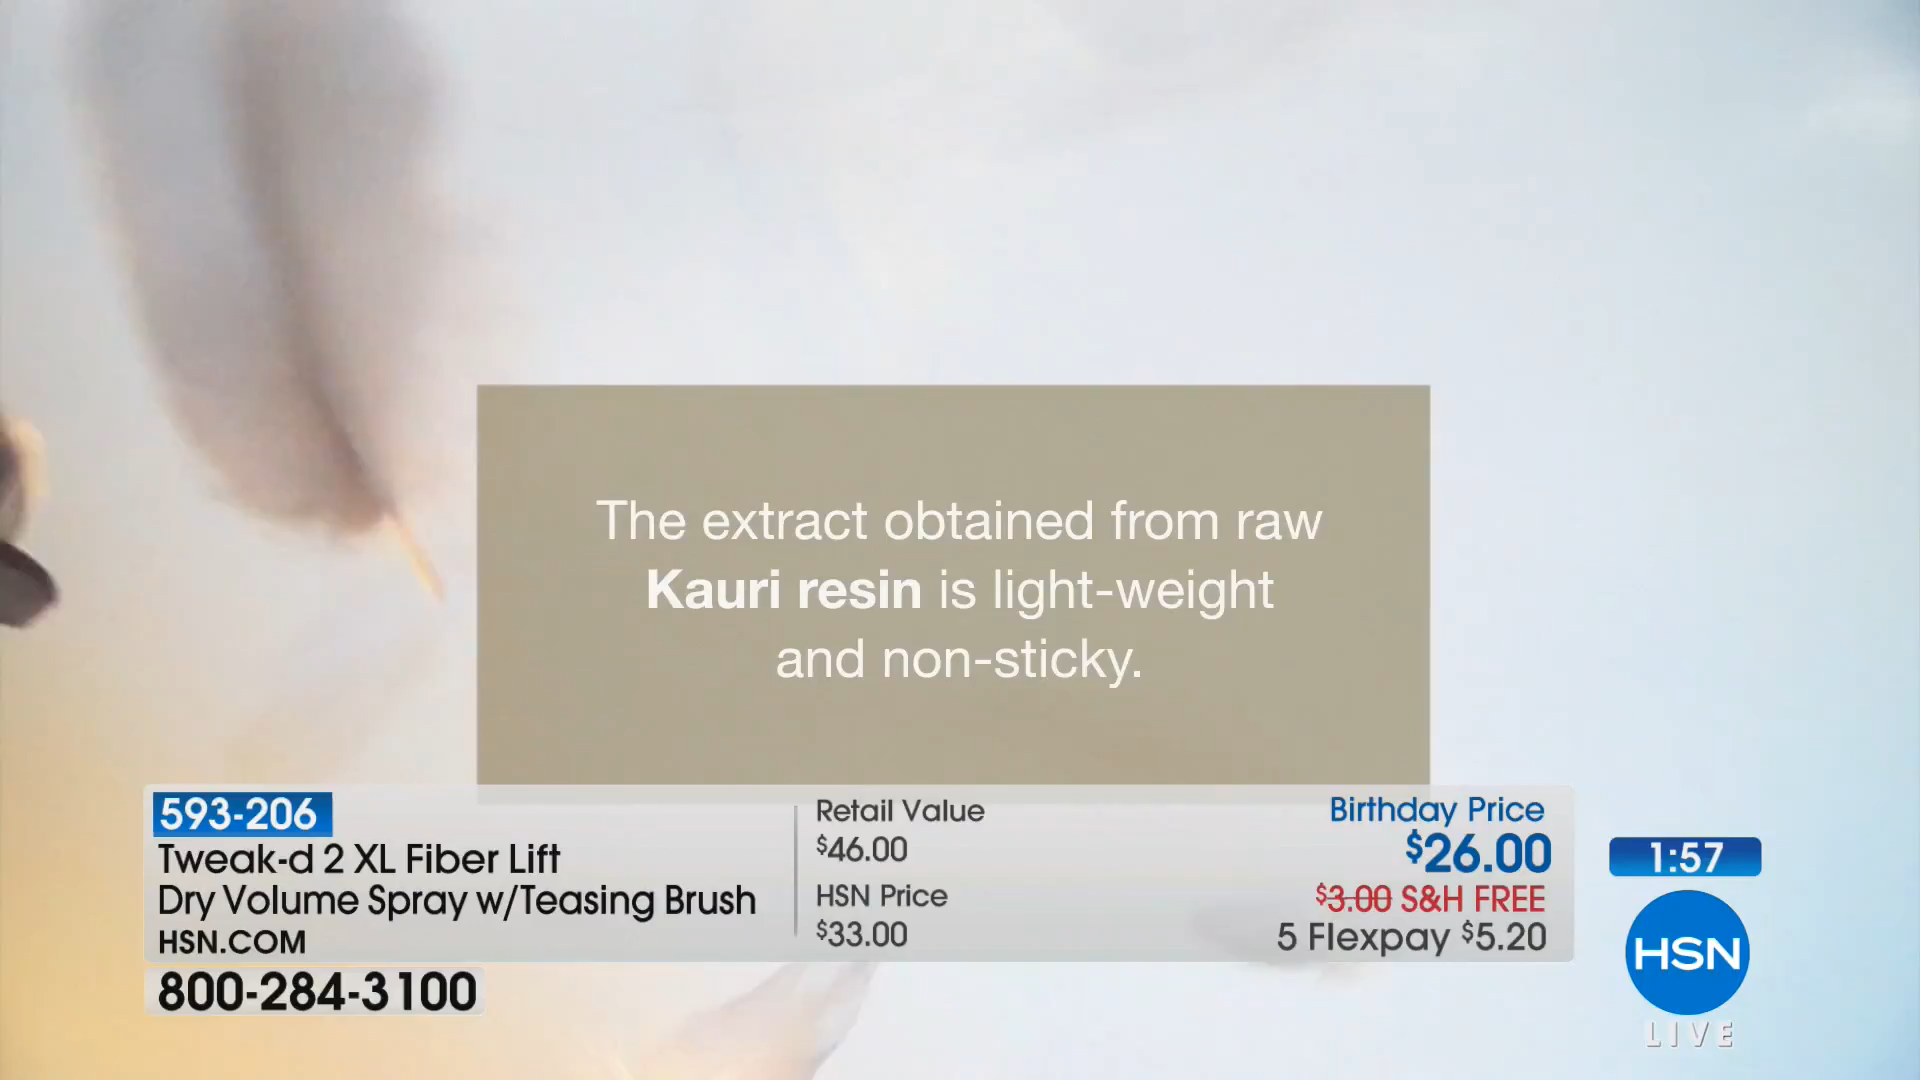 The extract obtained from raw
Kauri resin is light-weight
and non-sticky.
593-206
Tweak-d 2 XL Fiber Lift
Dry Volume Spray w/Teasing Brush
HSN.COM
800-284-3100
Retail Value
$46.00
HSN Price
$33.00
Birthday Price
$26.00
$3.00 S&H FREE
5 Flexpay $5.20
1:57
HSN
LIVE